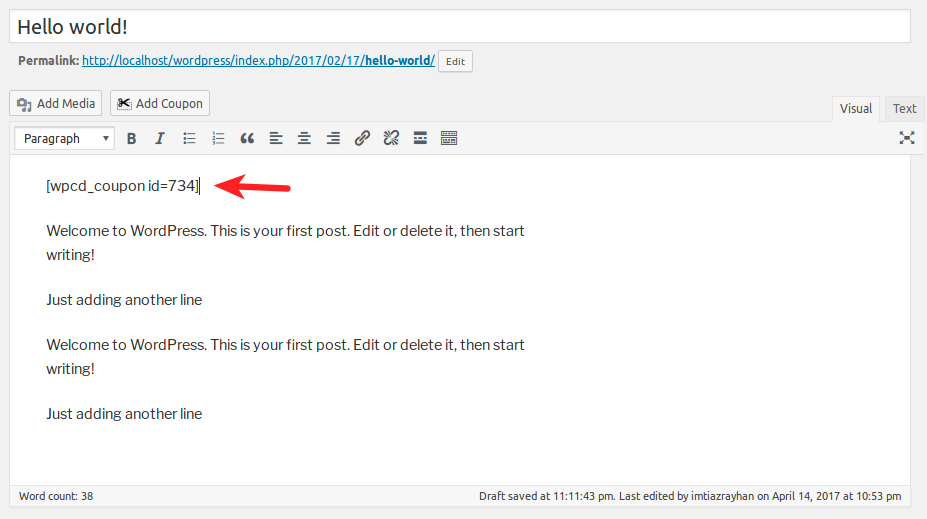 Hello world!
Permalink: http://localhost/wordpress/index.php/2017/02/17/hello-world/ Edit
Add Media Add Coupon
Visual Text
Paragraph B I
[wpcd_coupon id=734]
Welcome to WordPress. This is your first post. Edit or delete it, then start
writing!
Just adding another line
Welcome to WordPress. This is your first post. Edit or delete it, then start
writing!
Just adding another line
Word count: 38 Draft saved at 11:11:43 pm. Last edited by imtiazrayhan on April 14, 2017 at 10:53 pm